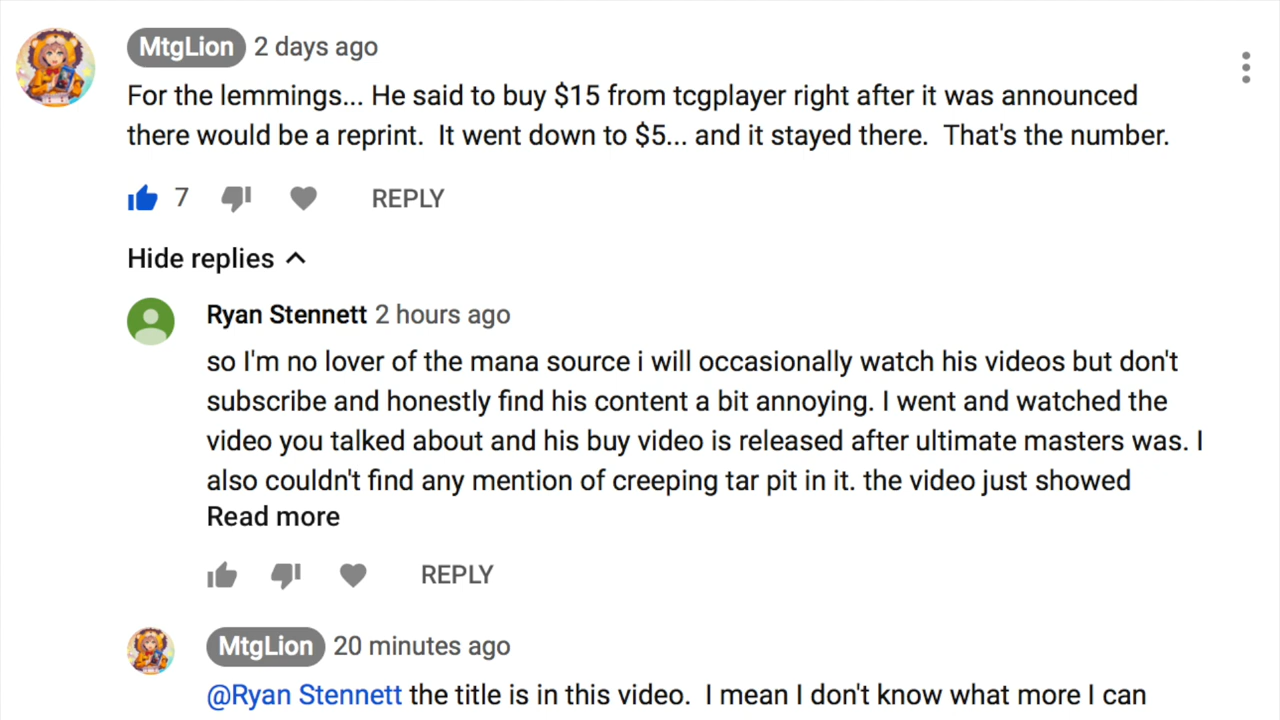 MtgLion 2 days ago
For the lemmings... He said to buy $15 from tcgplayer right after it was announced
there would be a reprint.  It went down to $5... and it stayed there.  That's the number.
7 REPLY
Hide replies
Ryan Stennett 2 hours ago
so I'm no lover of the mana source i will occasionally watch his videos but don't
subscribe and honestly find his content a bit annoying. I went and watched the
video you talked about and his buy video is released after ultimate masters was. I
also couldn't find any mention of creeping tar pit in it. the video just showed
Read more
REPLY
MtgLion 20 minutes ago
@Ryan Stennett the title is in this video.  I mean I don't know what more I can